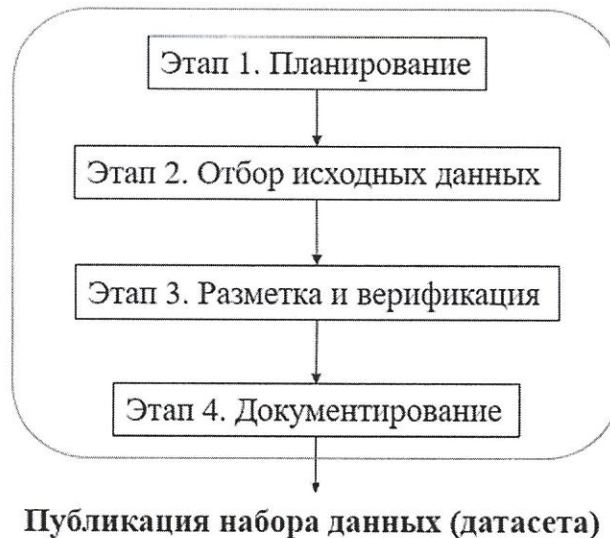 Этап 1. Планирование
Этап 2. Отбор исходных данных
Этап 3. Разметка и верификация
Этап 4. Документирование
Публикация набора данных (датасета)